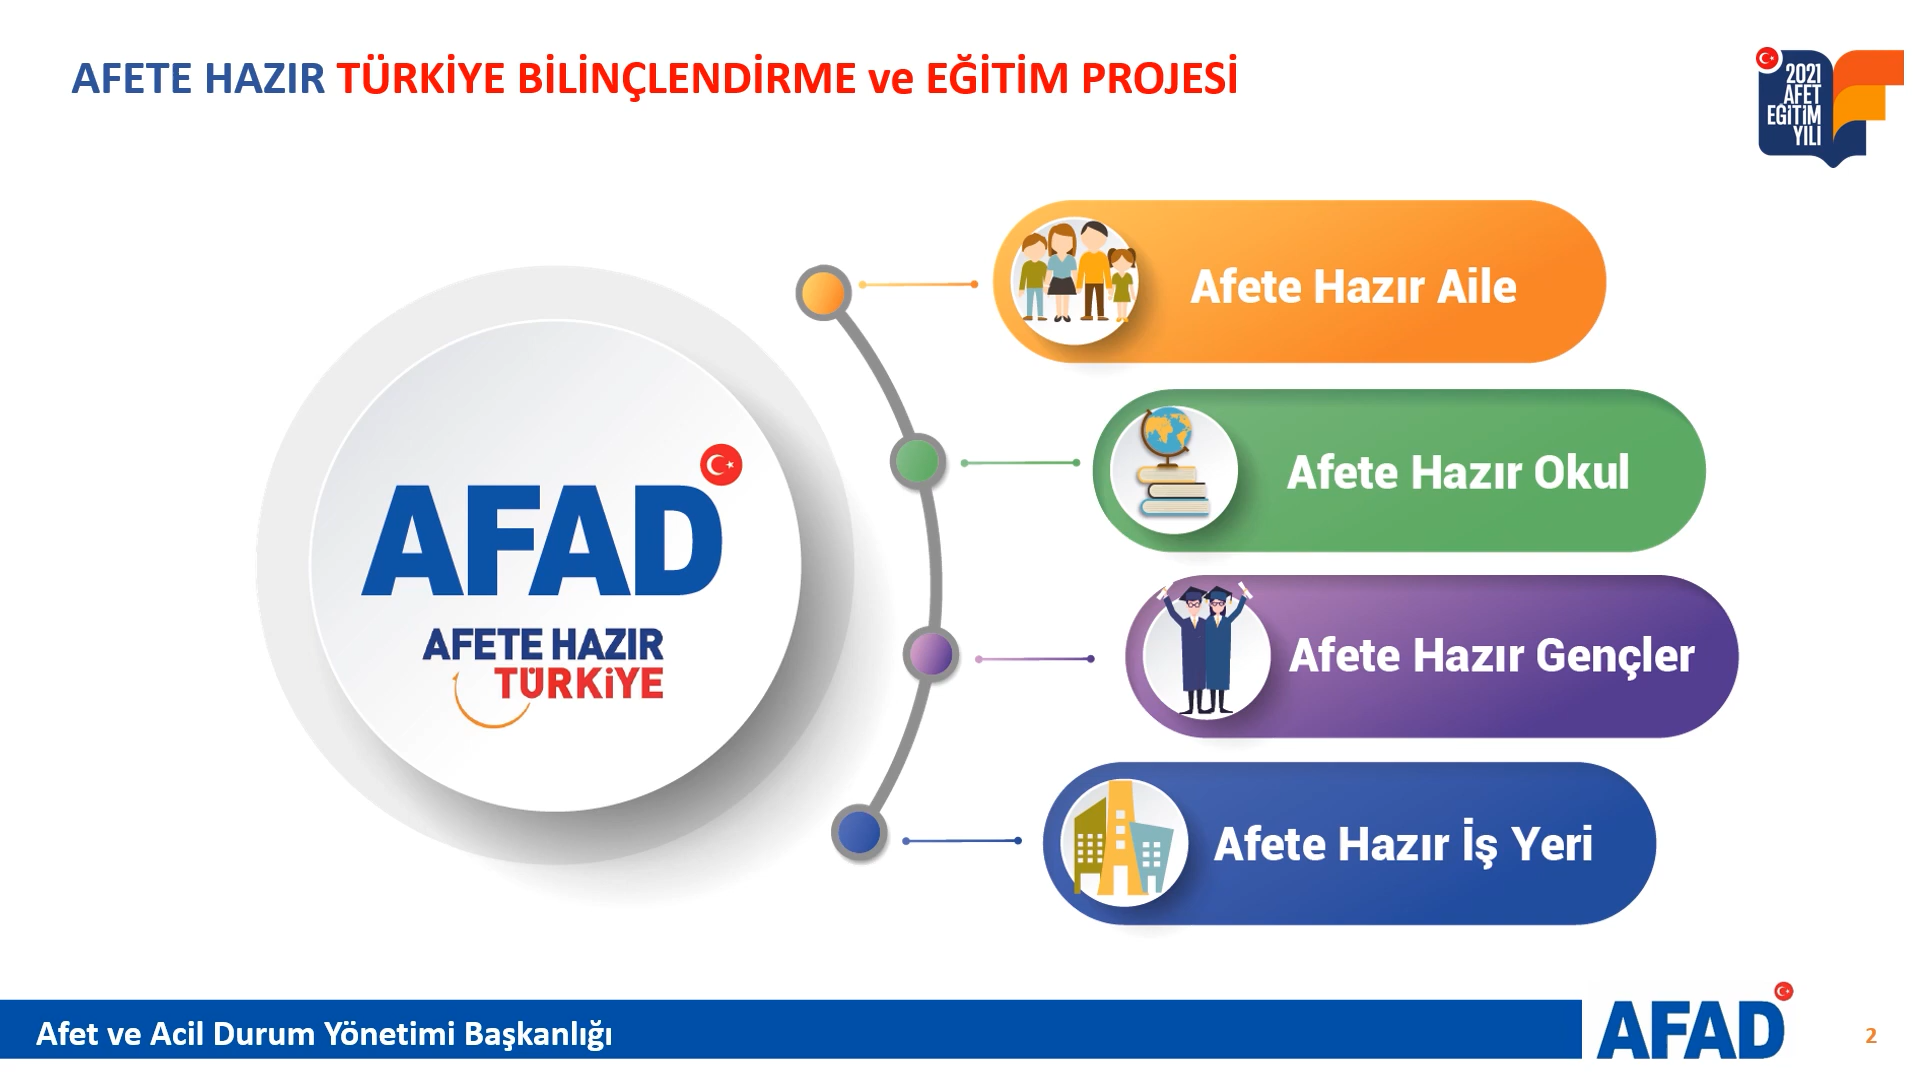 AFETE HAZIR TÜRKİYE BİLİNÇLENDİRME ve EĞİTİM PROJESİ
2021
AFET
EĞİTİM
YILI
AFAD
AFETE HAZIR
TÜRKİYE
Afete Hazır Aile
Afete Hazır Okul
Afete Hazır Gençler
Afete Hazır İş Yeri
Afet ve Acil Durum Yönetimi Başkanlığı
AFAD
2